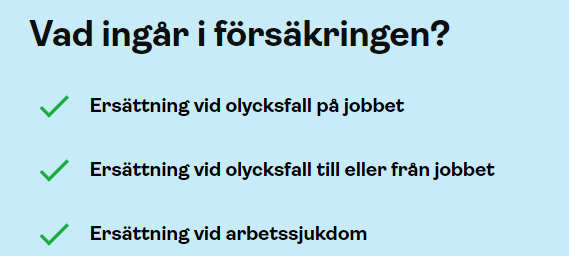 Vad ingår i försäkringen?
Ersättning vid olycksfall på jobbet
Ersättning vid olycksfall till eller från jobbet
Ersättning vid arbetssjukdom